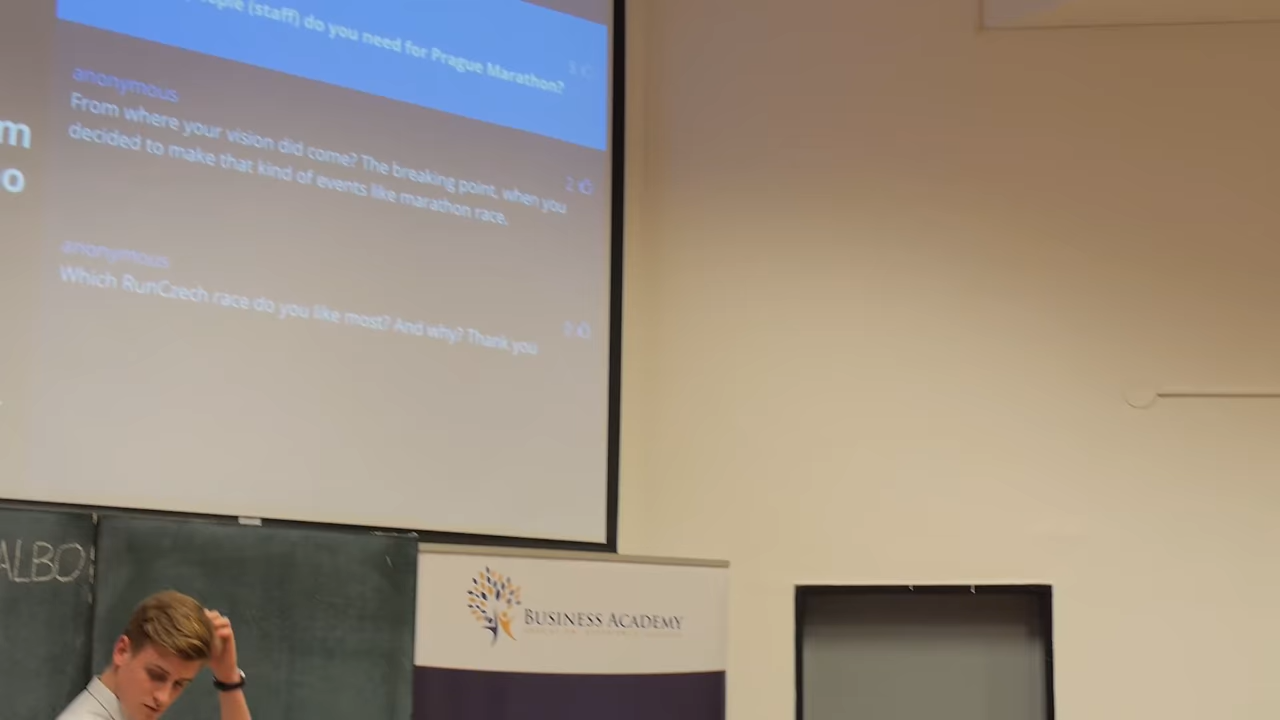 (staff) do you need for Prague Marathon?
anonymous
From where your vision did come? The breaking point, when you
decided to make that kind of events like marathon race.
2
m
o
anonymous
Which RunCzech race do you like most? And why? Thank you
ALBO
BUSINESS ACADEMY